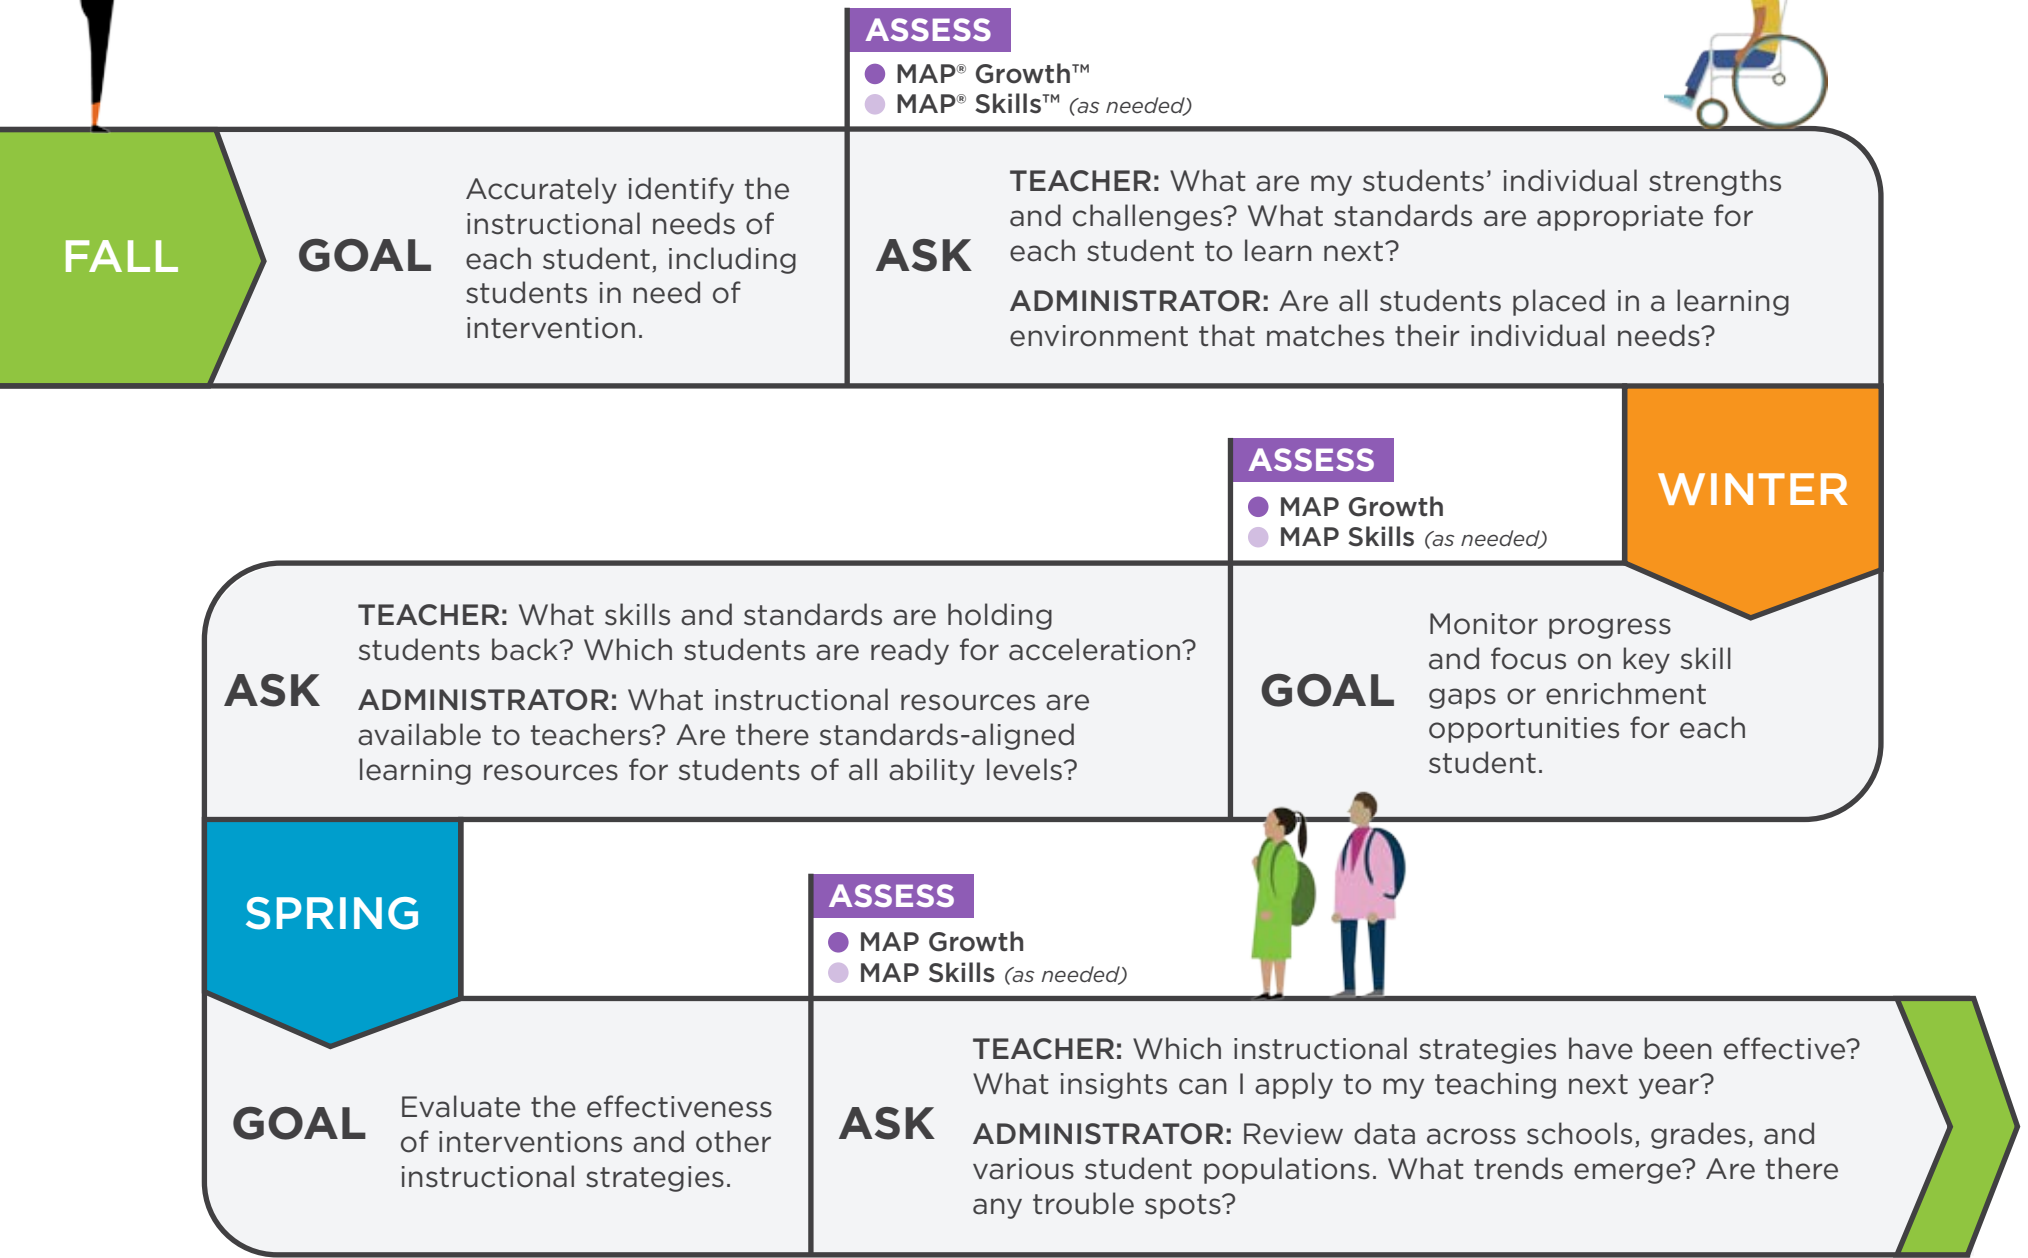 ASSESS
MAP® Growth™
MAP® Skills™ (as needed)
FALL
GOAL
Accurately identify the
instructional needs of
each student, including
students in need of
intervention.
ASK
TEACHER: What are my students’ individual strengths
and challenges? What standards are appropriate for
each student to learn next?
ADMINISTRATOR: Are all students placed in a learning
environment that matches their individual needs?
WINTER
ASSESS
MAP Growth
MAP Skills (as needed)
GOAL
Monitor progress
and focus on key skill
gaps or enrichment
opportunities for each
student.
ASK
TEACHER: What skills and standards are holding
students back? Which students are ready for acceleration?
ADMINISTRATOR: What instructional resources are
available to teachers? Are there standards-aligned
learning resources for students of all ability levels?
SPRING
ASSESS
MAP Growth
MAP Skills (as needed)
GOAL
Evaluate the effectiveness
of interventions and other
instructional strategies.
ASK
TEACHER: Which instructional strategies have been effective?
What insights can I apply to my teaching next year?
ADMINISTRATOR: Review data across schools, grades, and
various student populations. What trends emerge? Are there
any trouble spots?